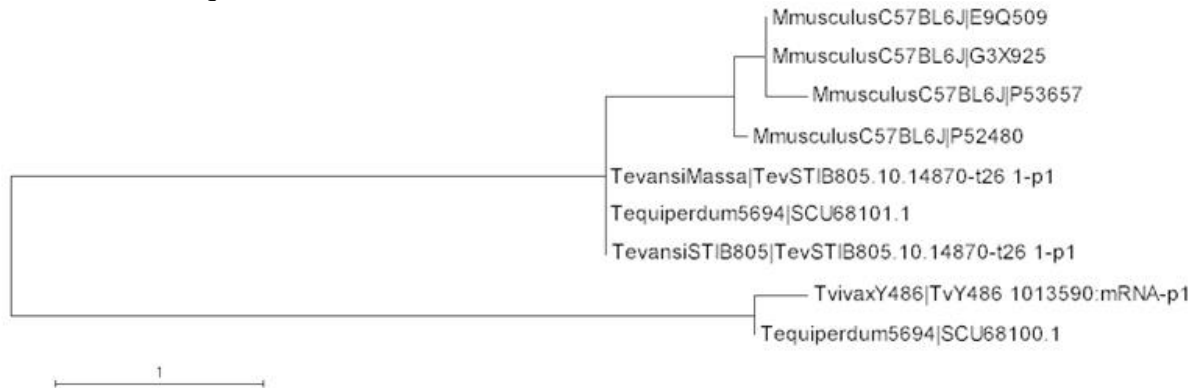 MmusculusC57BL6J|E9Q509
MmusculusC57BL6J|G3X925
MmusculusC57BL6J|P53657
MmusculusC57BL6J|P52480
TevansiMassa|TevSTIB805.10.14870-t26 1-p1
Tequiperdum5694|SCU68101.1
TevansiSTIB805|TevSTIB805.10.14870-t26 1-p1
TvivaxY486|TvY486 1013590:mRNA-p1
Tequiperdum5694|SCU68100.1
1